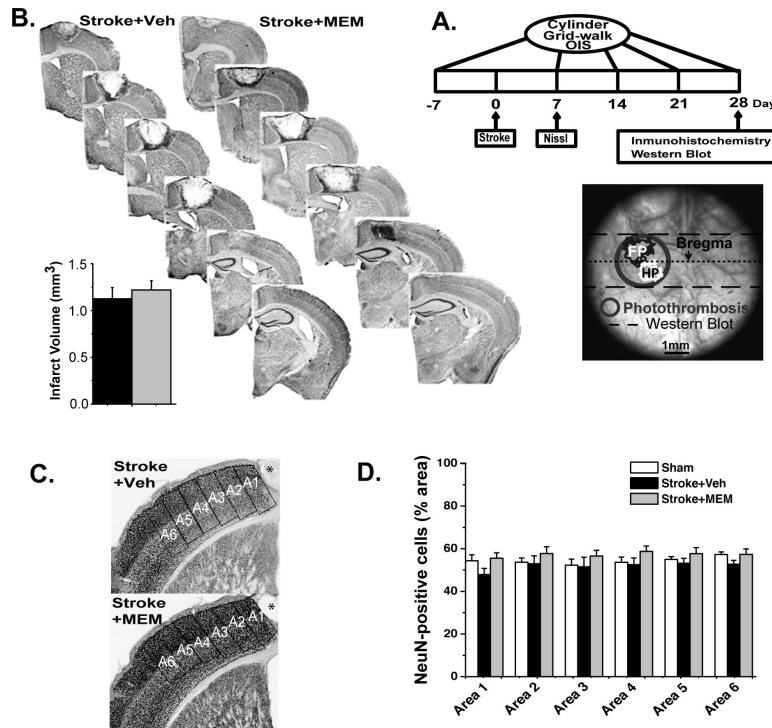 B.
Stroke+Veh
Stroke+MEM
Infarct Volume (mm³)
1.5
1.0
0.5
0.0
A.
Cylinder
Grid-walk
OIS
-7
0
7
14
21
28
Day
Stroke
Nissl
Inmunohistochemistry
Western Blot
FP
HP
Bregma
Photothrombosis
Western Blot
1mm
C.
Stroke
+Veh
*
A1
A2
A3
A4
A5
A6
Stroke
+MEM
*
A1
A2
A3
A4
A5
A6
D.
NeuN-positive cells (% area)
100
80
60
40
20
0
Sham
Stroke+Veh
Stroke+MEM
Area 1
Area 2
Area 3
Area 4
Area 5
Area 6